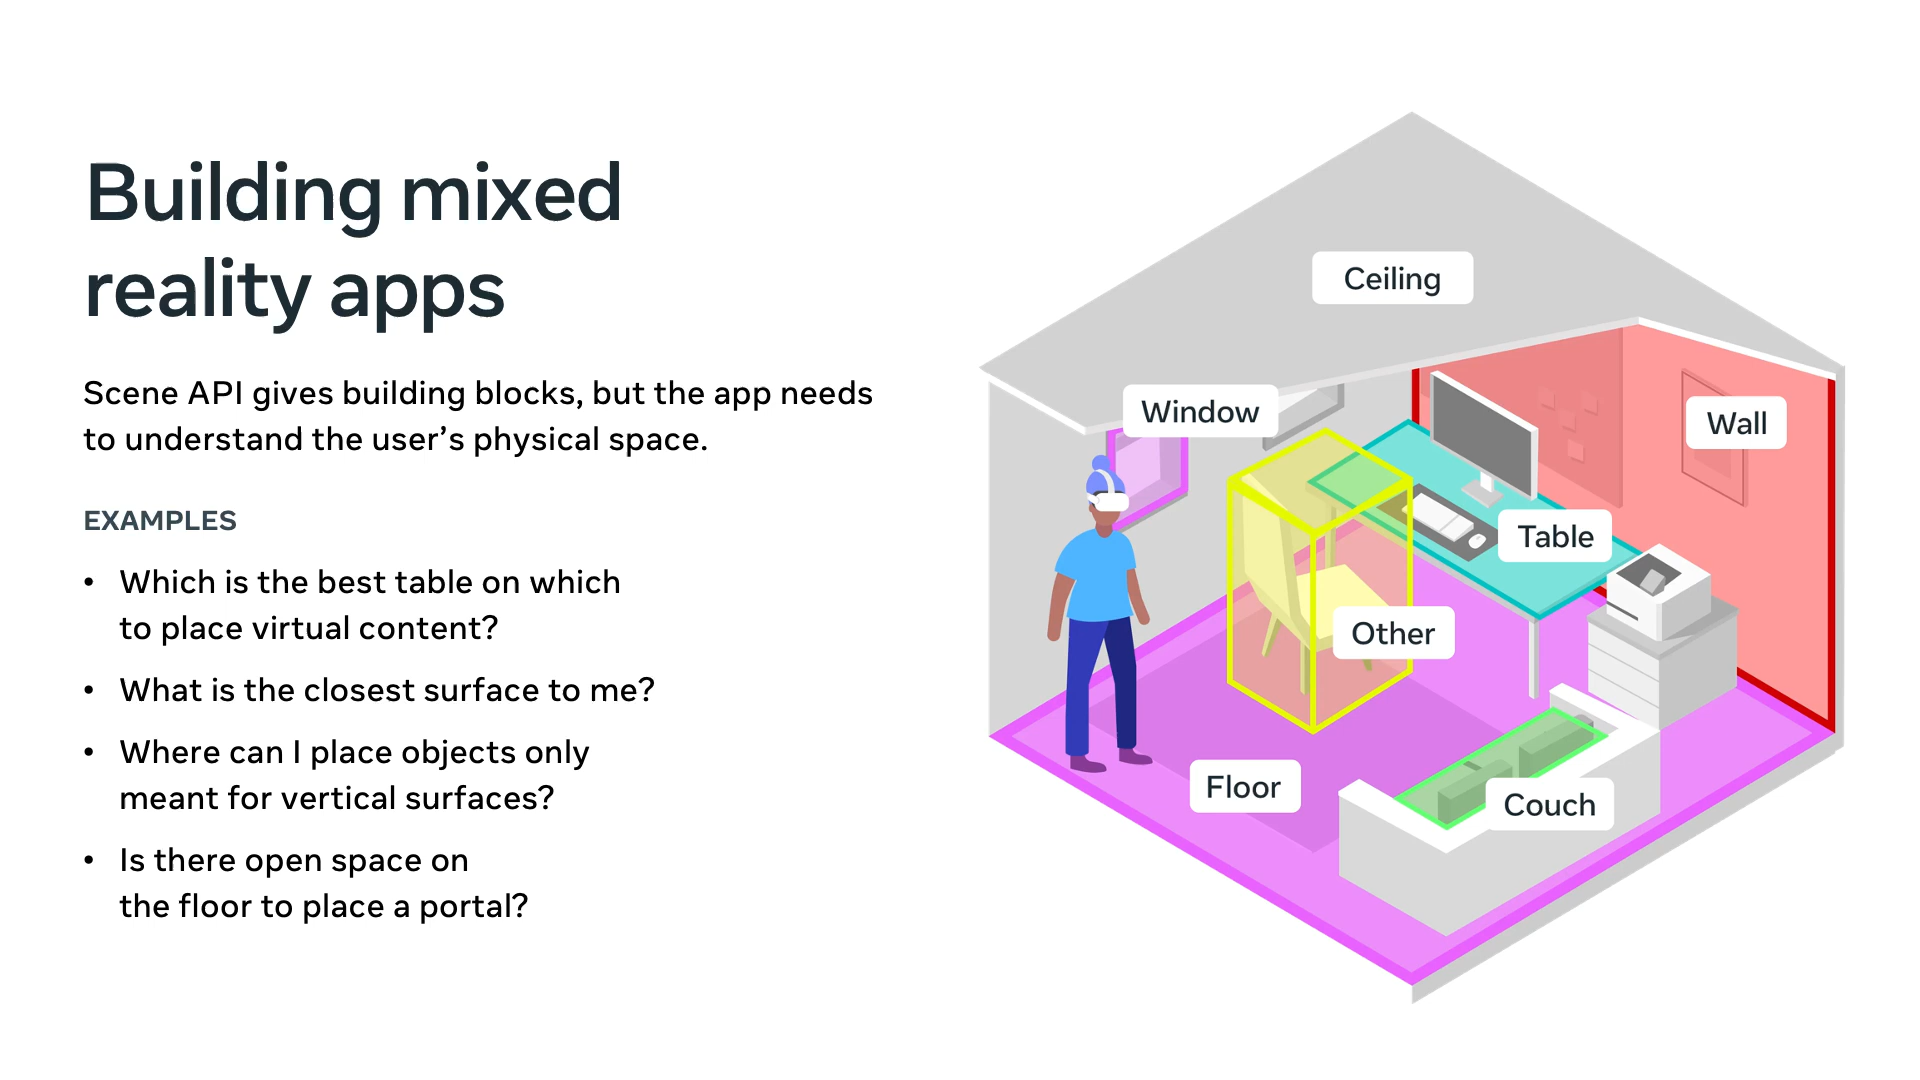 Building mixed
reality apps
Scene API gives building blocks, but the app needs
to understand the user’s physical space.
EXAMPLES
• Which is the best table on which
to place virtual content?
• What is the closest surface to me?
• Where can I place objects only
meant for vertical surfaces?
• Is there open space on
the floor to place a portal?
Ceiling
Window
Wall
Table
Other
Floor
Couch